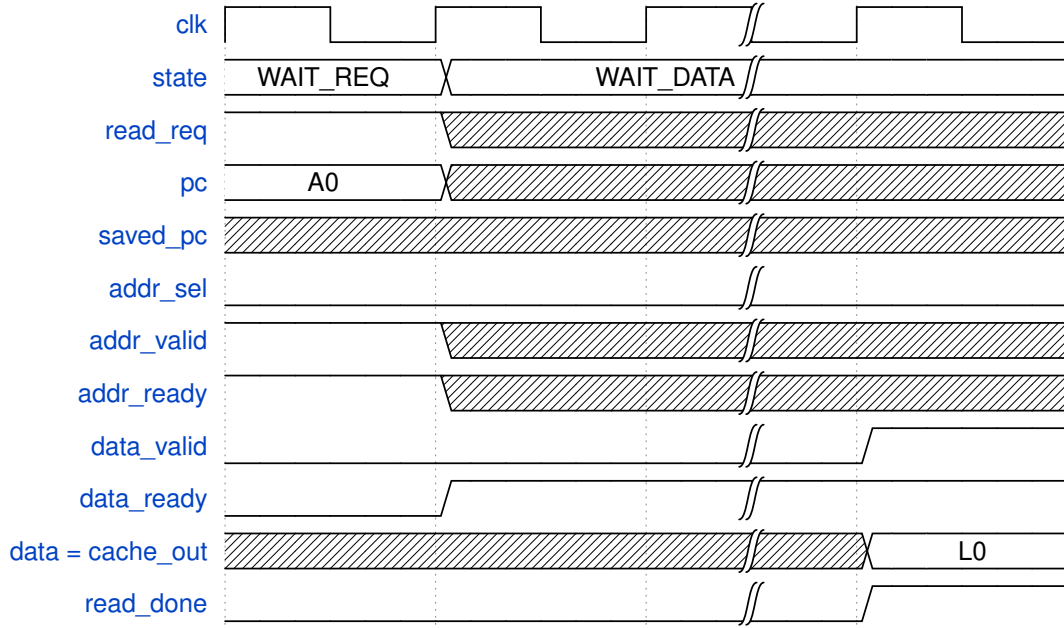 clk
state WAIT_REQ WAIT_DATA
read_req
pc A0
saved_pc
addr_sel
addr_valid
addr_ready
data_valid
data_ready
data = cache_out L0
read_done